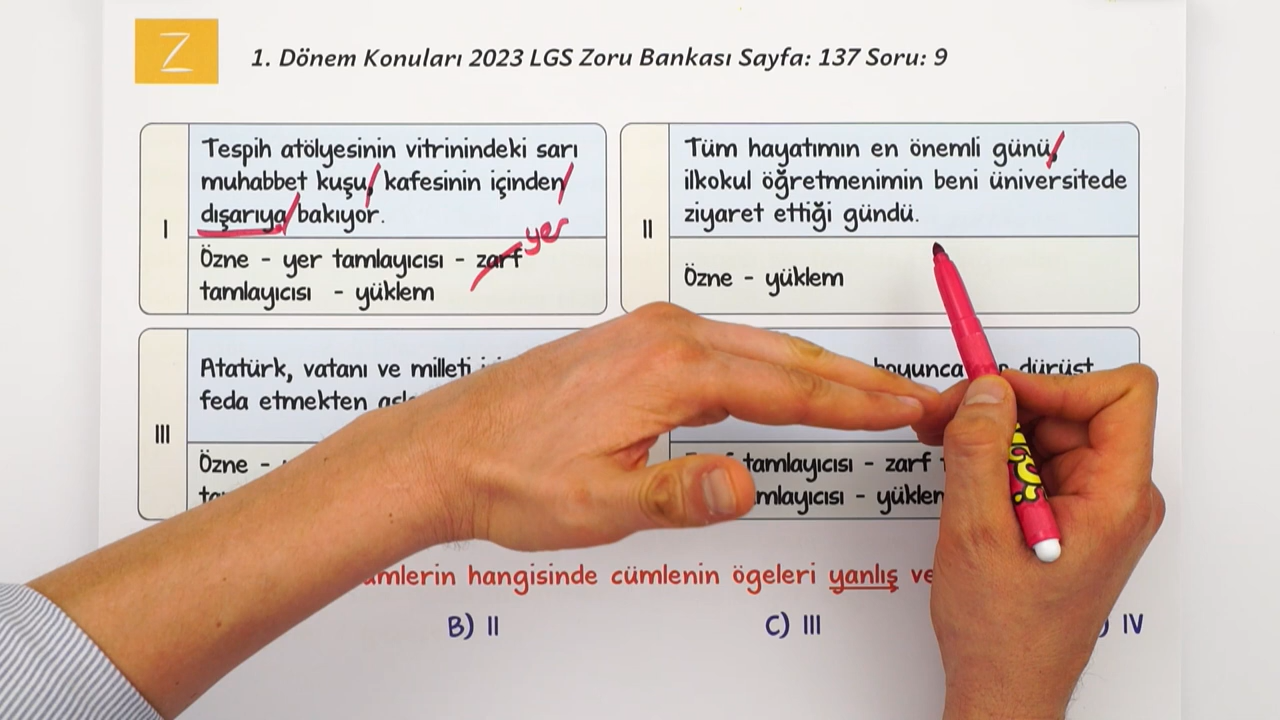 Z
1. Dönem Konuları 2023 LGS Zoru Bankası Sayfa: 137 Soru: 9
I
Tespih atölyesinin vitrinindeki sarı
muhabbet kuşu, kafesinin içinden
dışarıya bakıyor.
yer
Özne - yer tamlayıcısı - zarf
tamlayıcısı - yüklem
II
Tüm hayatımın en önemli günü,
ilkokul öğretmenimin beni üniversitede
ziyaret ettiği gündü.
Özne - yüklem
III
Atatürk, vatanı ve milleti
feda etmekten
Özne -
boyunca dürüst
tamlayıcısı - zarf
tamlayıcısı - yüklem
hangisinde cümlenin ögeleri yanlış
B) II
C) III
IV